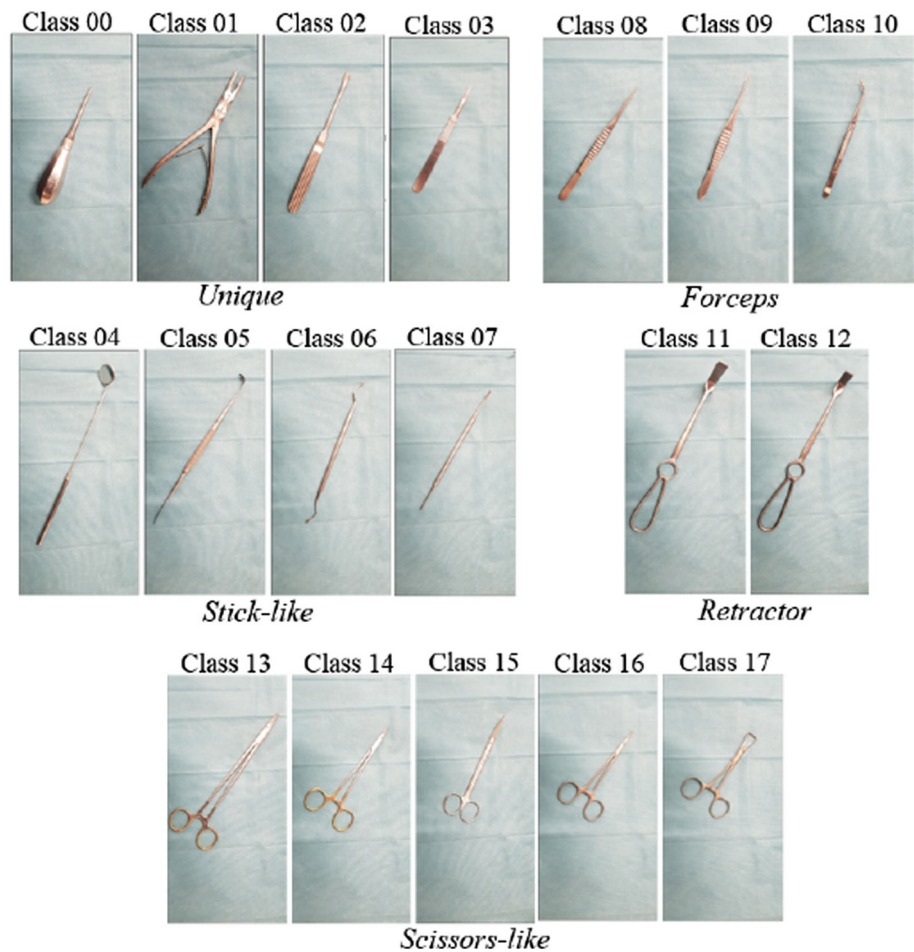 Class 00 Class 01 Class 02 Class 03
Class 08 Class 09 Class 10
Unique
Forceps
Class 04 Class 05 Class 06 Class 07
Class 11 Class 12
Stick-like
Retractor
Class 13 Class 14 Class 15 Class 16 Class 17
Scissors-like